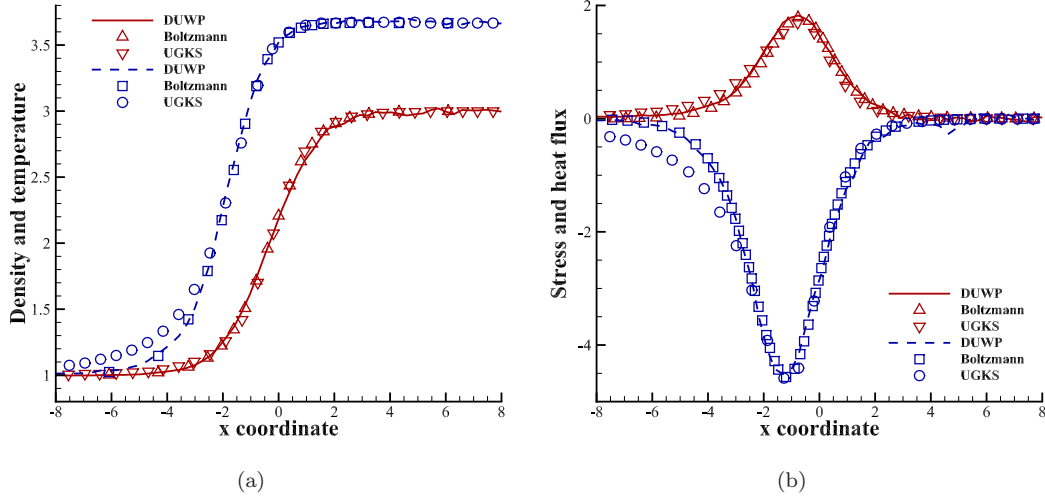 DUWP
Boltzmann
UGKS
DUWP
Boltzmann
UGKS
Density and temperature
3.5
3
2.5
2
1.5
1
-8
-6
-4
-2
0
2
4
6
8
x coordinate
(a)
Stress and heat flux
2
0
-2
-4
DUWP
Boltzmann
UGKS
DUWP
Boltzmann
UGKS
-8
-6
-4
-2
0
2
4
6
8
x coordinate
(b)